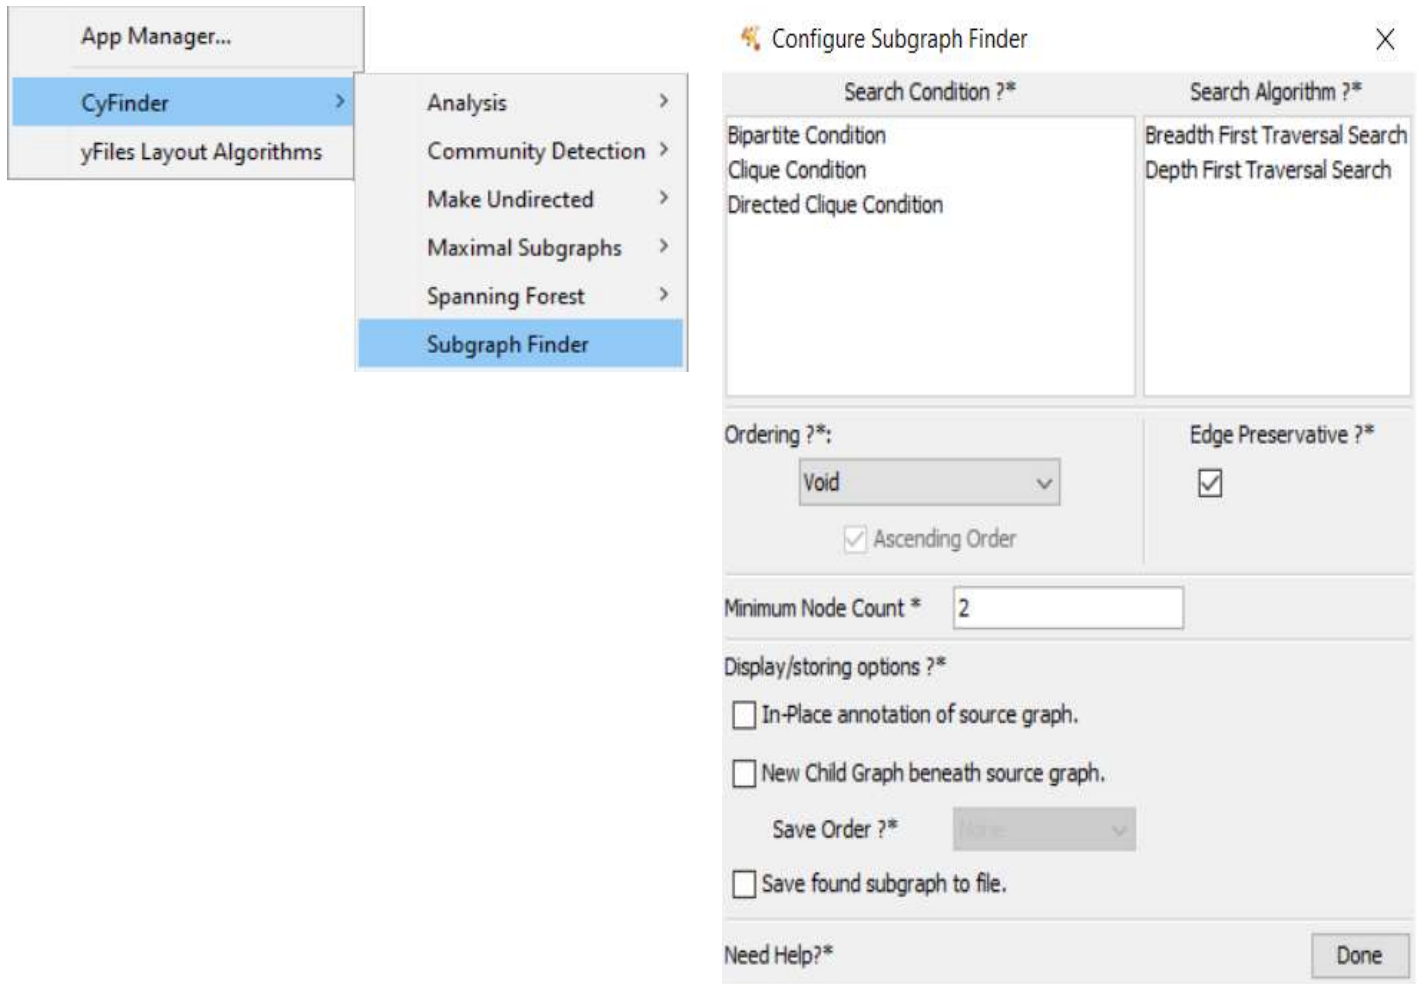 App Manager...
CyFinder
yFiles Layout Algorithms
Analysis
Community Detection
Make Undirected
Maximal Subgraphs
Spanning Forest
Subgraph Finder
Configure Subgraph Finder
Search Condition ?*
Search Algorithm ?*
Bipartite Condition
Clique Condition
Directed Clique Condition
Breadth First Traversal Search
Depth First Traversal Search
Ordering ?*:
Edge Preservative ?*
Void
Ascending Order
Minimum Node Count *
2
Display/storing options ?*
In-Place annotation of source graph.
New Child Graph beneath source graph.
Save Order ?*
None
Save found subgraph to file.
Need Help?*
Done